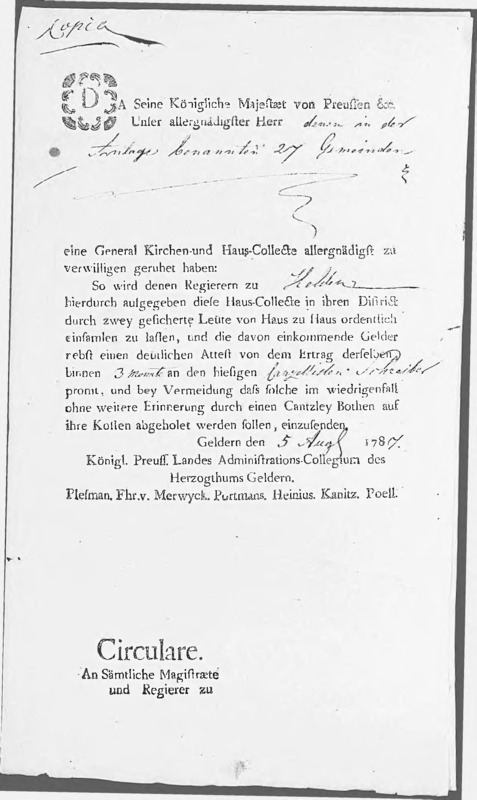 Copia
DA Seine Königliche Majeſtæt von Preuſſen &c.
Unſer allergnädigſter Herr denen in der
Anlage benannten 27 Gemeinden
eine General Kirchen-und Haus-Collecte allergnädigſt zu
verwilligen geruhet haben:
So wird denen Regierern zu Helden
hierdurch aufgegeben dieſe Haus-Collecte in ihren Diſtrict
durch zwey geſicherte Leüte von Haus zu Haus ordentlich
einſamlen zu laſſen, und die davon einkommende Gelder
nebſt einen deutlichen Atteſt von dem Ertrag derſelben
binnen 3 monat an den hieſigen Cantzelliſten Schreiber
promt, und bey Vermeidung daſs ſolche im wiedrigenfall
ohne weitere Erinnerung durch einen Cantzley Bothen auf
ihre Koſten abgeholet werden ſollen, einzuſenden,
Geldern den 5 Augſ 1787.
Königl. Preuſſ. Landes Adminiſtrations-Collegium des
Herzogthums Geldern.
Pleſman. Fhr.v. Merwyck. Portmans. Heinius. Kanitz. Poell.
Circulare.
An Sämtliche Magiſtræte
und Regierer zu